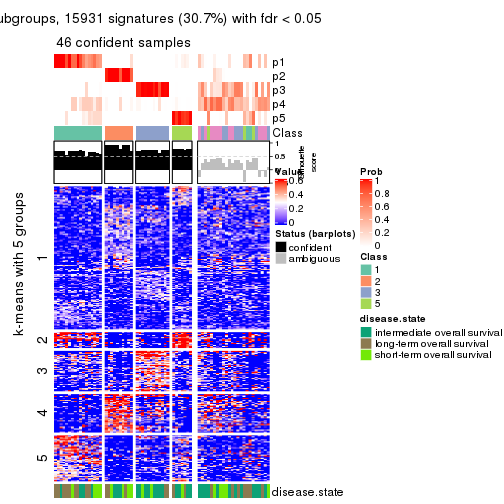 ubgroups, 15931 signatures (30.7%) with fdr < 0.05
46 confident samples
p1
p2
p3
p4
p5
Class
1
0.5
0
Silhouette
score
k-means with 5 groups
1
2
3
4
5
disease.state
Value
0.6
0.4
0.2
0
Status (barplots)
confident
ambiguous
Prob
1
0.8
0.6
0.4
0.2
0
Class
1
2
3
5
disease.state
intermediate overall survival
long-term overall survival
short-term overall survival